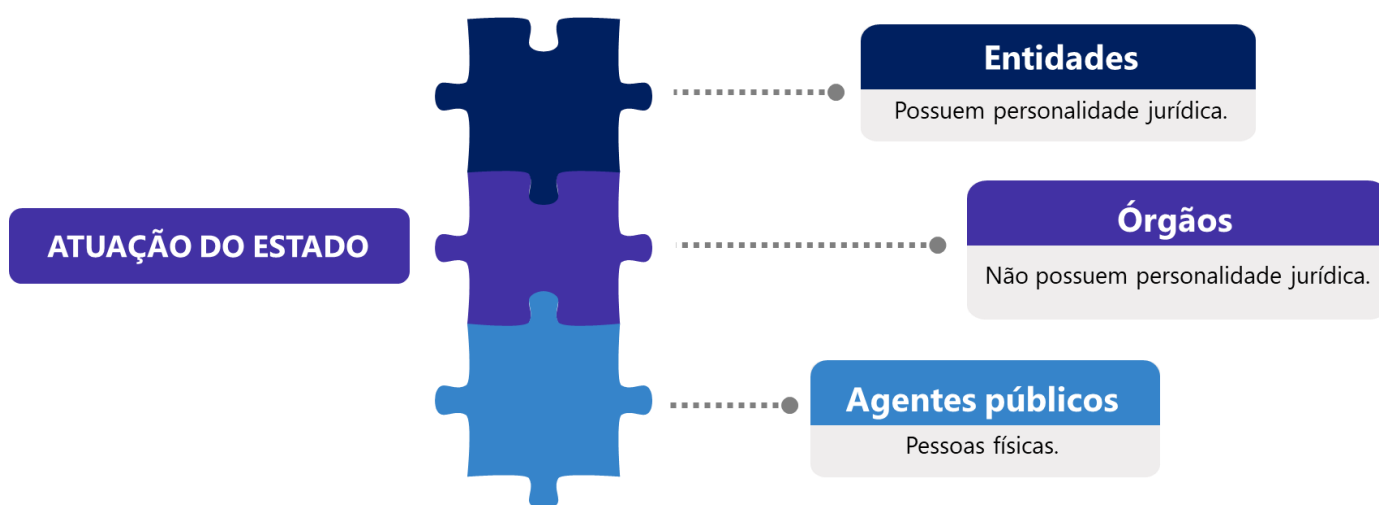 Entidades
Possuem personalidade jurídica.
ATUAÇÃO DO ESTADO
Órgãos
Não possuem personalidade jurídica.
Agentes públicos
Pessoas físicas.